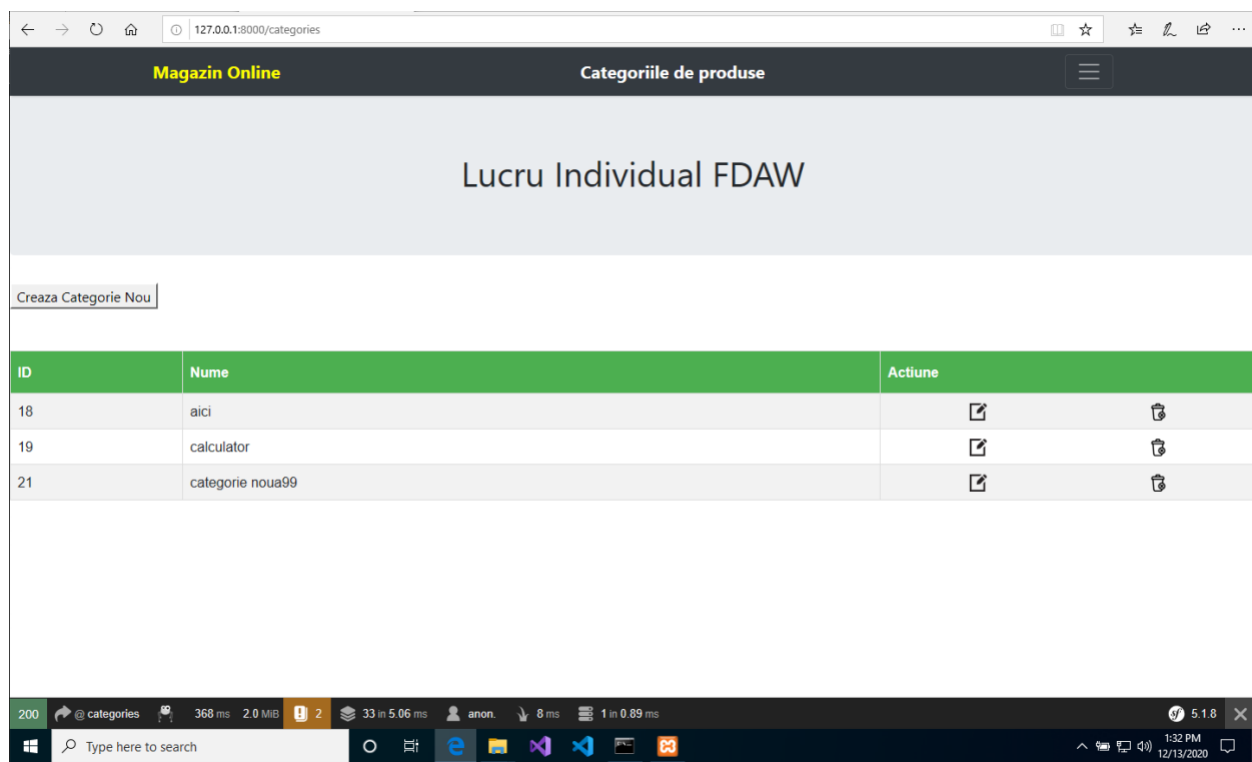 127.0.0.1:8000/categories
Magazin Online
Categoriile de produse
Lucru Individual FDAW
Creaza Categorie Nou
ID Nume Actiune
18 aici
19 calculator
21 categorie noua99
200 @ categories 368 ms 2.0 MiB 2 33 in 5.06 ms anon. 8 ms 1 in 0.89 ms sf 5.1.8
Type here to search
1:32 PM
12/13/2020